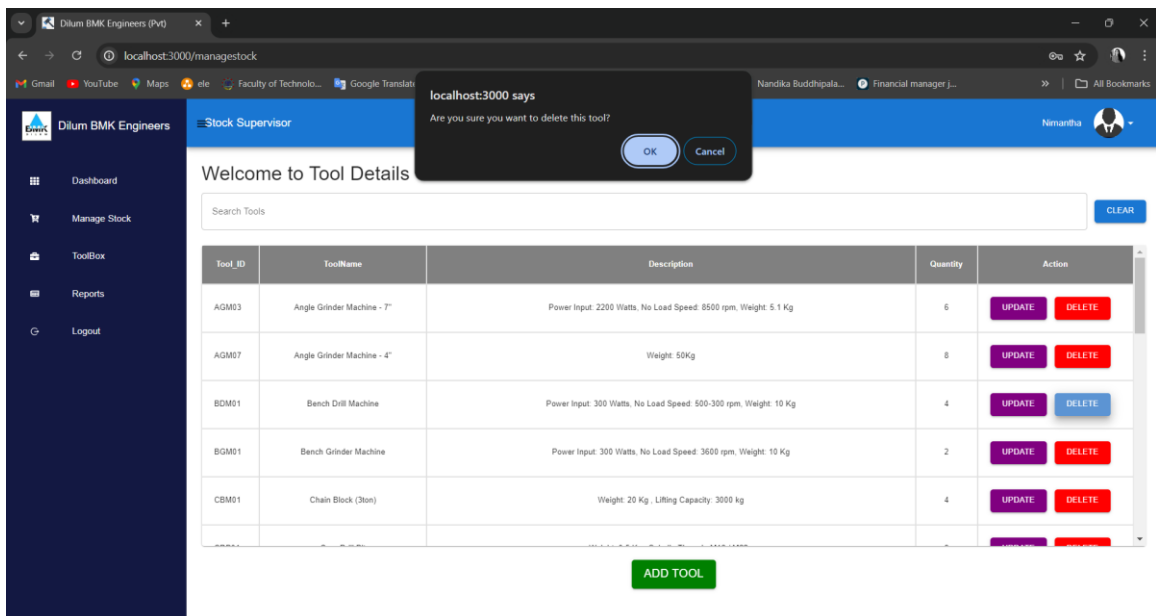 Dilum BMK Engineers (Pvt)
localhost:3000/managestock
Gmail YouTube Maps ele Faculty of Technolo... Google Translate Nandika Buddhipala... Financial manager j... All Bookmarks
localhost:3000 says
Are you sure you want to delete this tool?
OK Cancel
BMK
Dilum BMK Engineers
Stock Supervisor
Nimantha
Dashboard
Manage Stock
ToolBox
Reports
Logout
Welcome to Tool Details
Search Tools
CLEAR
Tool_ID ToolName Description Quantity Action
AGM03 Angle Grinder Machine - 7" Power Input: 2200 Watts, No Load Speed: 8500 rpm, Weight: 5.1 Kg 6 UPDATE DELETE
AGM07 Angle Grinder Machine - 4" Weight: 50Kg 8 UPDATE DELETE
BDM01 Bench Drill Machine Power Input: 300 Watts, No Load Speed: 500-300 rpm, Weight: 10 Kg 4 UPDATE DELETE
BGM01 Bench Grinder Machine Power Input: 300 Watts, No Load Speed: 3600 rpm, Weight: 10 Kg 2 UPDATE DELETE
CBM01 Chain Block (3ton) Weight: 20 Kg , Lifting Capacity: 3000 kg 4 UPDATE DELETE
ADD TOOL